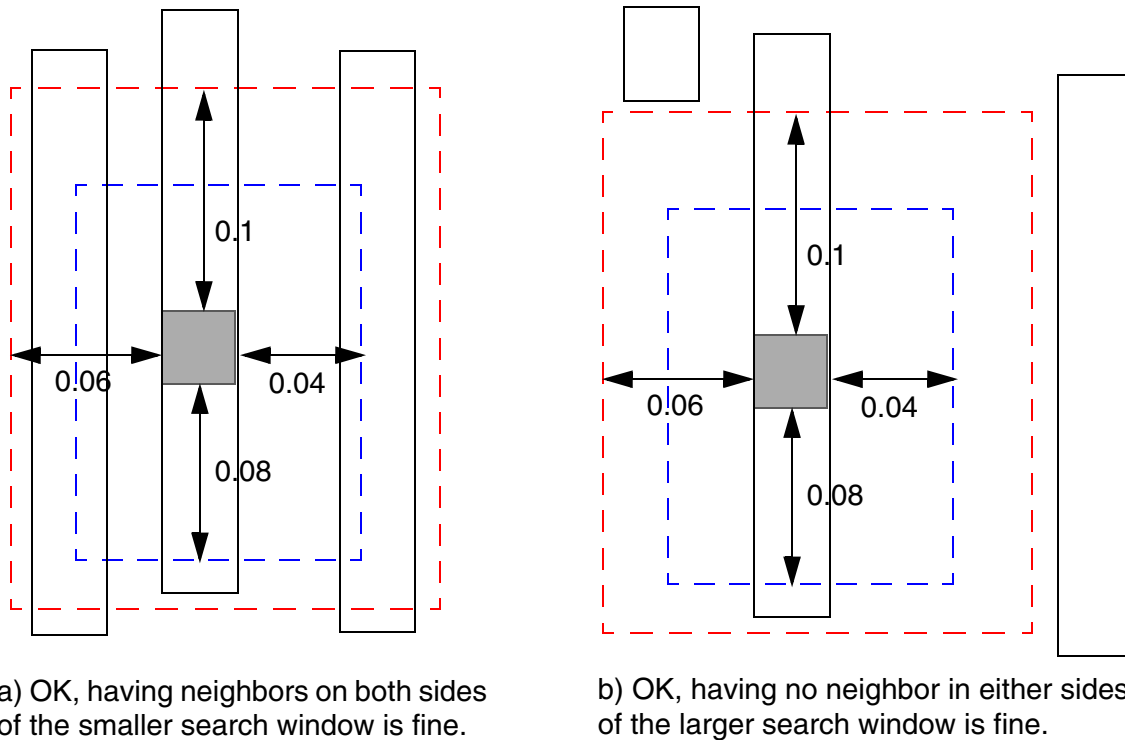 0.1
0.06
0.04
0.08
a) OK, having neighbors on both sides
of the smaller search window is fine.
0.1
0.06
0.04
0.08
b) OK, having no neighbor in either sides
of the larger search window is fine.